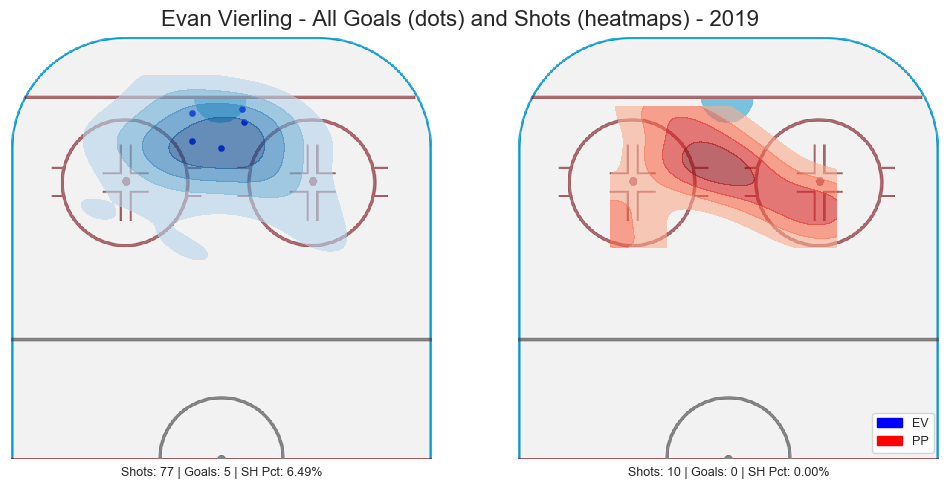 Evan Vierling - All Goals (dots) and Shots (heatmaps) - 2019
EV
PP
Shots: 77 | Goals: 5 | SH Pct: 6.49%
Shots: 10 | Goals: 0 | SH Pct: 0.00%